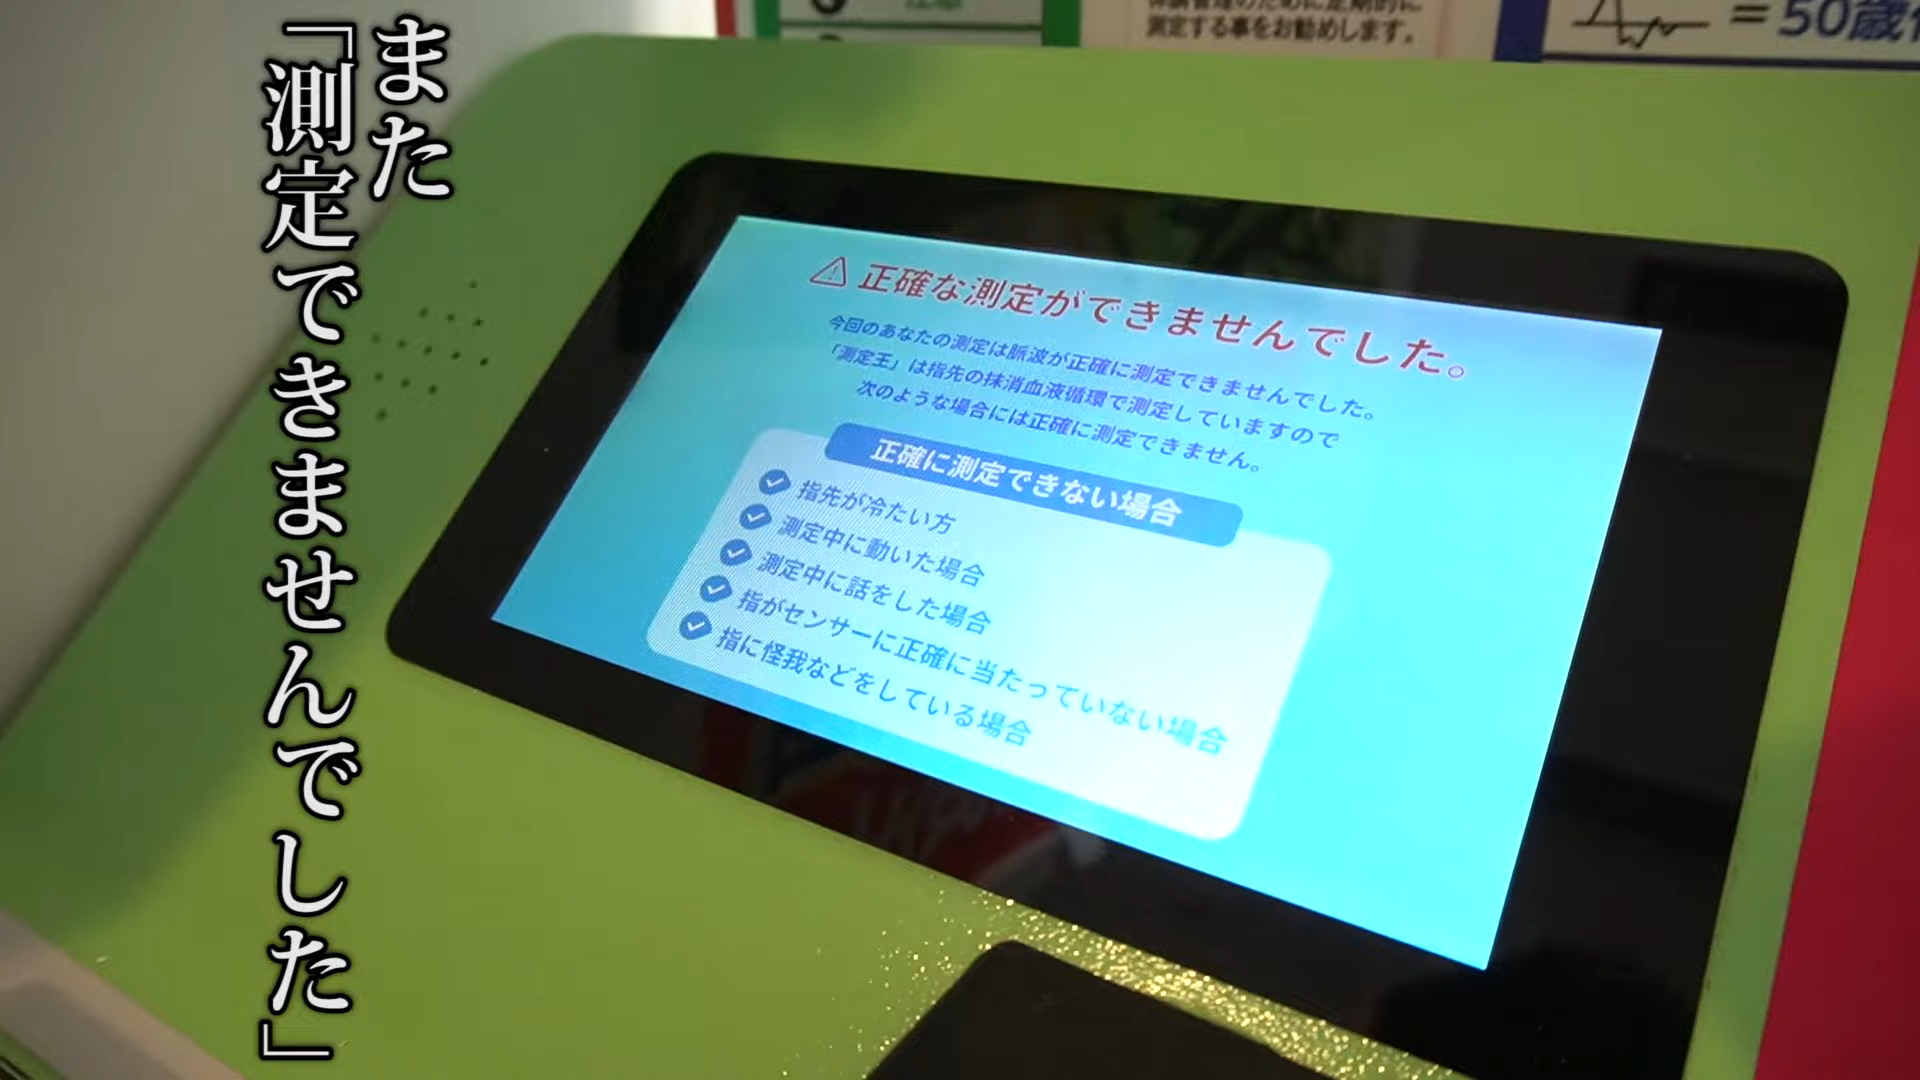 また
「測定できませんでした」
測定する事をお勧めします。
=50歳
正確な測定ができませんでした。
今回のあなたの測定は脈波が正確に測定できませんでした。
「測定王」は指先の抹消血液循環で測定していますので
次のような場合には正確に測定できません。
正確に測定できない場合
指先が冷たい方
測定中に動いた場合
測定中に話をした場合
指がセンサーに正確に当たっていない場合
指に怪我などをしている場合